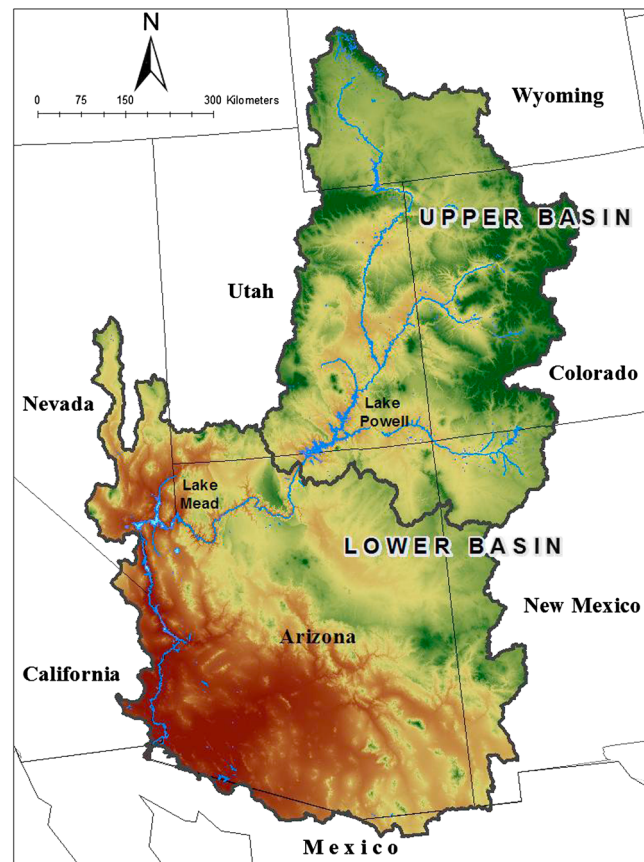 N
0 75 150 300 Kilometers
Wyoming
UPPER BASIN
Utah
Colorado
Nevada
Lake
Powell
Lake
Mead
LOWER BASIN
New Mexico
Arizona
California
Mexico